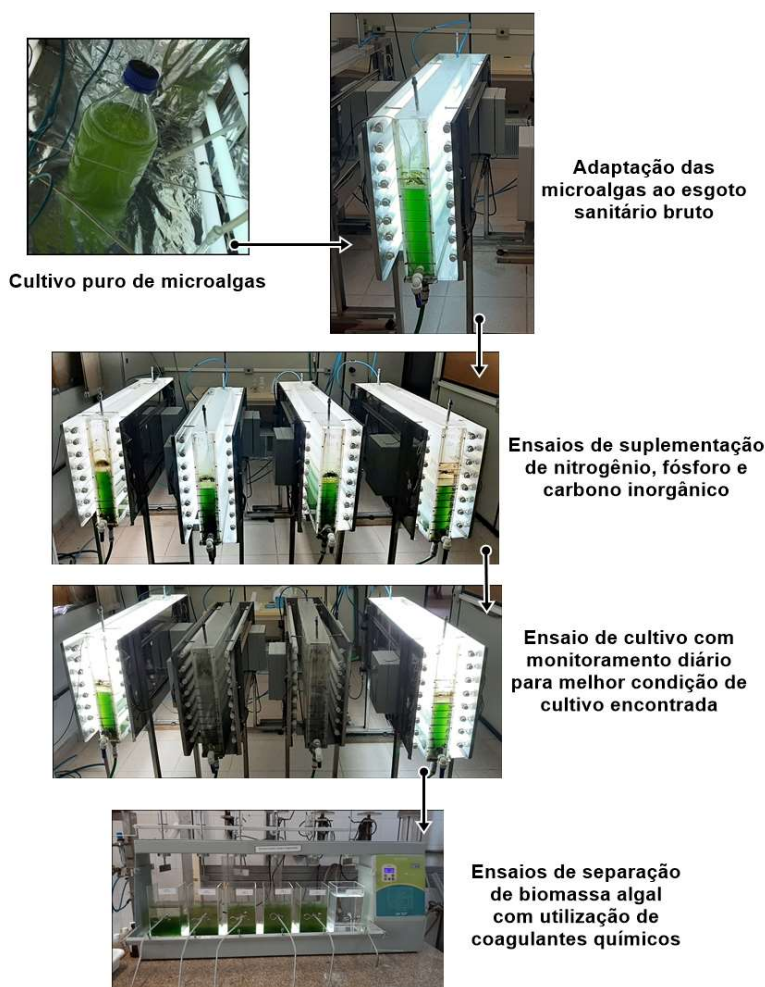 Cultivo puro de microalgas
Adaptação das
microalgas ao esgoto
sanitário bruto
Ensaios de suplementação
de nitrogênio, fósforo e
carbono inorgânico
Ensaio de cultivo com
monitoramento diário
para melhor condição de
cultivo encontrada
Ensaios de separação
de biomassa algal
com utilização de
coagulantes químicos